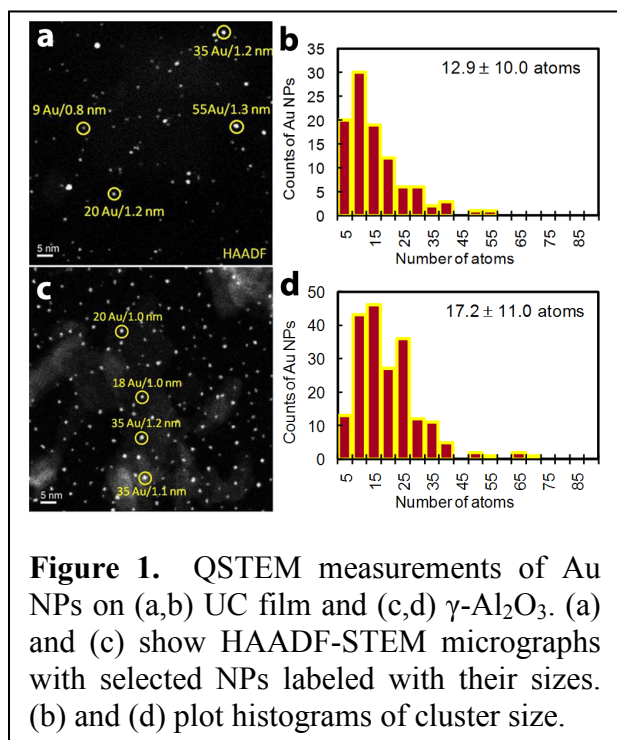 a
35 Au/1.2 nm
9 Au/0.8 nm
55Au/1.3 nm
20 Au/1.2 nm
5 nm
HAADF
b
12.9 ± 10.0 atoms
Counts of Au NPs
35
30
25
20
15
10
5
0
5 15 25 35 45 55 65 75 85
Number of atoms
c
20 Au/1.0 nm
18 Au/1.0 nm
35 Au/1.2 nm
35 Au/1.1 nm
5 nm
d
17.2 ± 11.0 atoms
Counts of Au NPs
50
40
30
20
10
0
5 15 25 35 45 55 65 75 85
Number of atoms
Figure 1. QSTEM measurements of Au
NPs on (a,b) UC film and (c,d) γ-Al₂O₃. (a)
and (c) show HAADF-STEM micrographs
with selected NPs labeled with their sizes.
(b) and (d) plot histograms of cluster size.